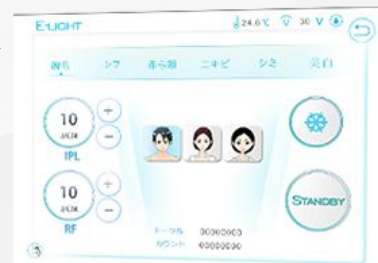 E-LIGHT 24.6℃ 30 V
脱毛 シワ 赤ら顔 ニキビ シミ 美白
10
J/CM
IPL
10
J/CM
RF
STANDBY
トータル 00000000
カウント 00000000